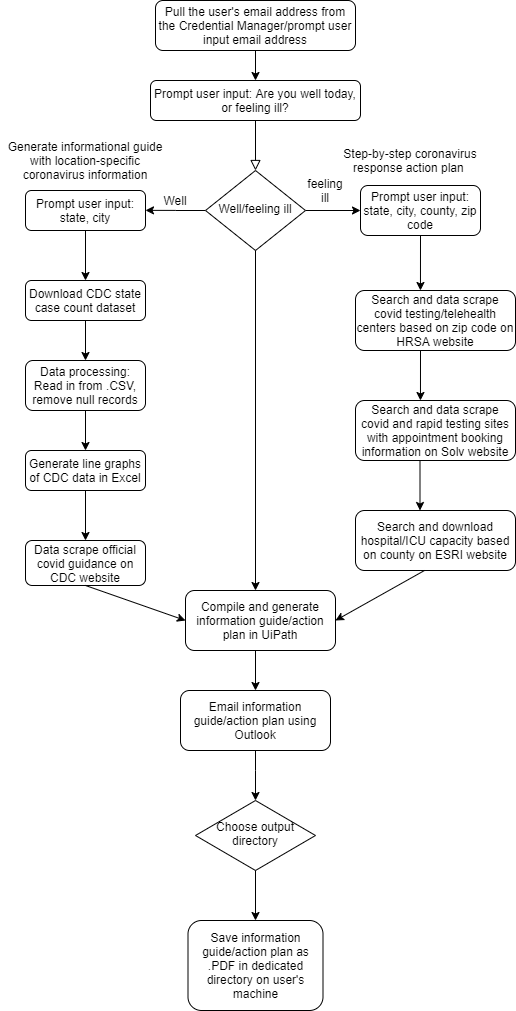 Pull the user's email address from
the Credential Manager/prompt user
input email address
Prompt user input: Are you well today,
or feeling ill?
Generate informational guide
with location-specific
coronavirus information
Step-by-step coronavirus
response action plan
Well
Well/feeling ill
feeling
ill
Prompt user input:
state, city
Prompt user input:
state, city, county, zip
code
Download CDC state
case count dataset
Search and data scrape
covid testing/telehealth
centers based on zip code on
HRSA website
Data processing:
Read in from .CSV,
remove null records
Search and data scrape
covid and rapid testing sites
with appointment booking
information on Solv website
Generate line graphs
of CDC data in Excel
Search and download
hospital/ICU capacity based
on county on ESRI website
Data scrape official
covid guidance on
CDC website
Compile and generate
information guide/action
plan in UiPath
Email information
guide/action plan using
Outlook
Choose output
directory
Save information
guide/action plan as
.PDF in dedicated
directory on user's
machine